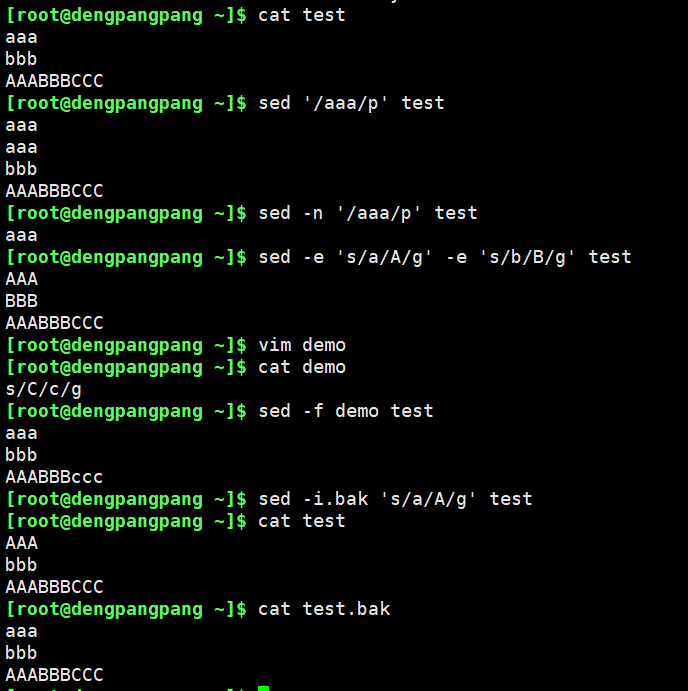 [root@dengpangpang ~]$ cat test
aaa
bbb
AAABBBCCC
[root@dengpangpang ~]$ sed '/aaa/p' test
aaa
aaa
bbb
AAABBBCCC
[root@dengpangpang ~]$ sed -n '/aaa/p' test
aaa
[root@dengpangpang ~]$ sed -e 's/a/A/g' -e 's/b/B/g' test
AAA
BBB
AAABBBCCC
[root@dengpangpang ~]$ vim demo
[root@dengpangpang ~]$ cat demo
s/C/c/g
[root@dengpangpang ~]$ sed -f demo test
aaa
bbb
AAABBBccc
[root@dengpangpang ~]$ sed -i.bak 's/a/A/g' test
[root@dengpangpang ~]$ cat test
AAA
bbb
AAABBBCCC
[root@dengpangpang ~]$ cat test.bak
aaa
bbb
AAABBBCCC